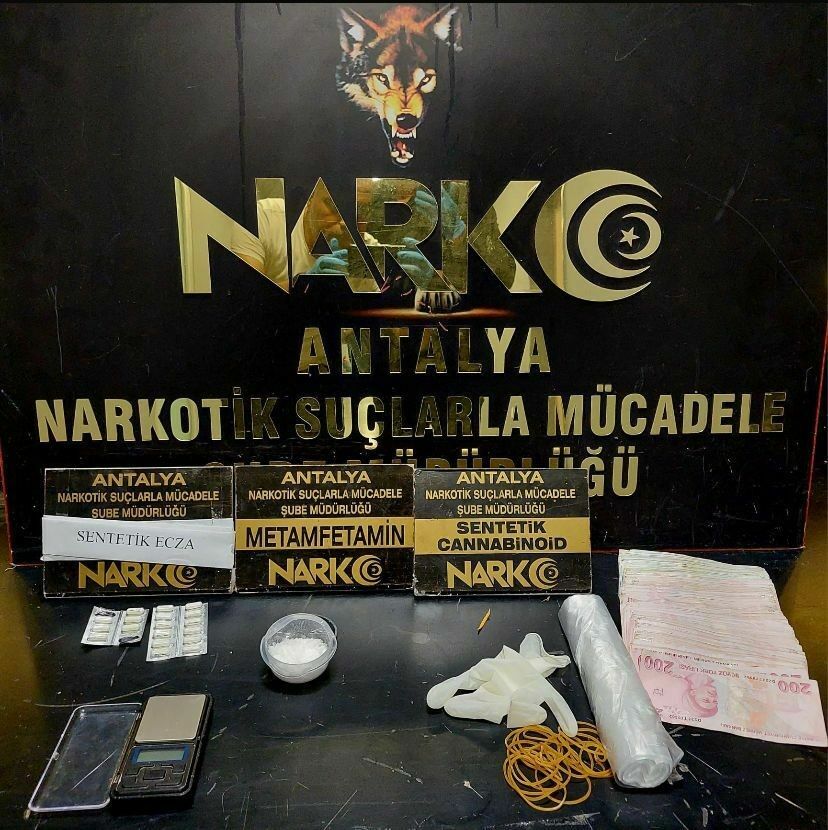 NARKO
ANTALYA
NARKOTİK SUÇLARLA MÜCADELE
MÜDÜRLÜĞÜ
ANTALYA
NARKOTİK SUÇLARLA MÜCADELE
ŞUBE MÜDÜRLÜĞÜ
SENTETİK ECZA
NARKO
ANTALYA
NARKOTİK SUÇLARLA MÜCADELE
ŞUBE MÜDÜRLÜĞÜ
METAMFETAMİN
NARKO
ANTALYA
NARKOTİK SUÇLARLA MÜCADELE
ŞUBE MÜDÜRLÜĞÜ
SENTETİK
CANNABİNOİD
NARKO
200
200